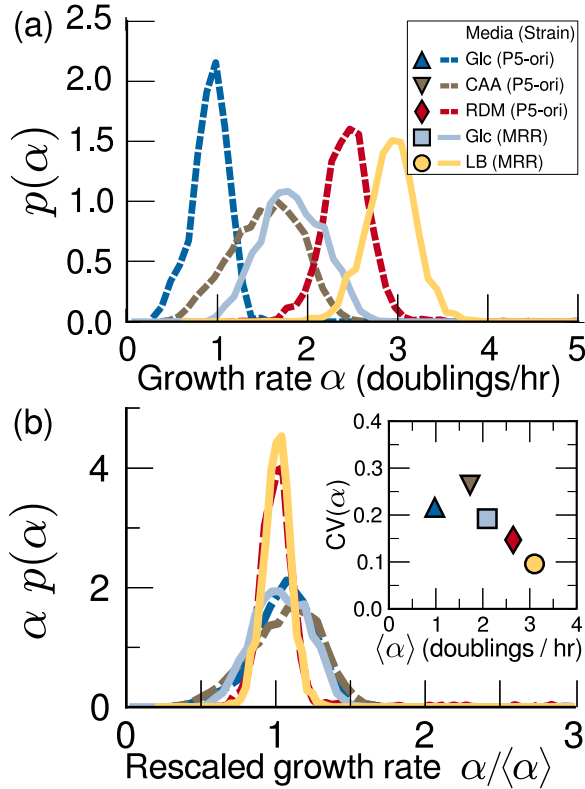 (a)
2.5
2.0
1.5
1.0
0.5
0.0
p(α)
Media (Strain)
Glc (P5-ori)
CAA (P5-ori)
RDM (P5-ori)
Glc (MRR)
LB (MRR)
0 1 2 3 4 5
Growth rate α (doublings/hr)
(b)
4
2
0
α p(α)
0.4
0.3
0.2
0.1
0.0
CV(α)
0 1 2 3 4
⟨α⟩ (doublings / hr)
0 1 2 3
Rescaled growth rate α/⟨α⟩